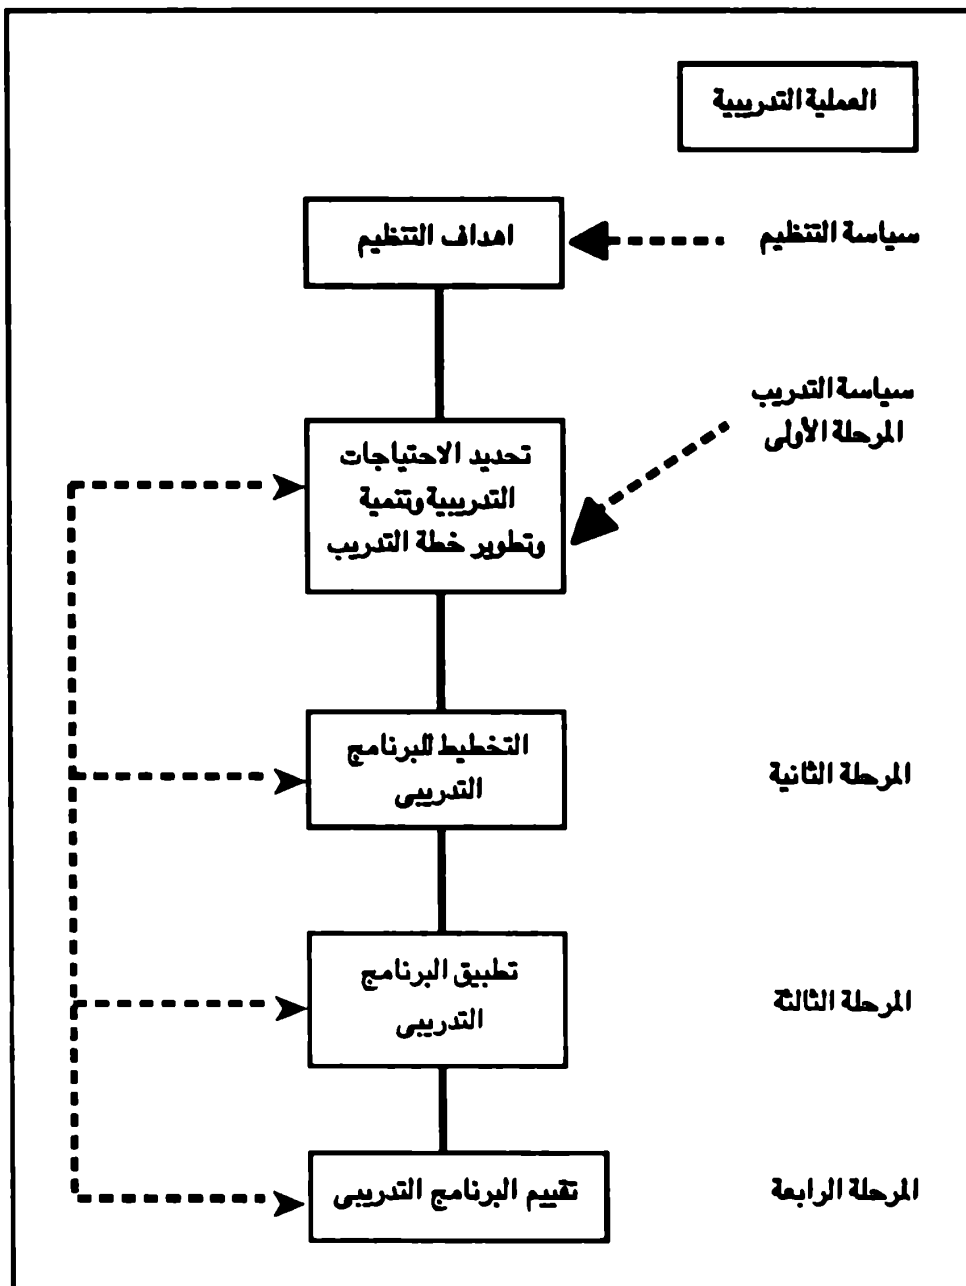 العملية التدريبية
سياسة التنظيم
اهداف التنظيم
سياسة التدريب
المرحلة الأولى
تحديد الاحتياجات
التدريبية وتنمية
وتطوير خطة التدريب
المرحلة الثانية
التخطيط للبرنامج
التدريبى
المرحلة الثالثة
تطبيق البرنامج
التدريبى
المرحلة الرابعة
تقييم البرنامج التدريبى